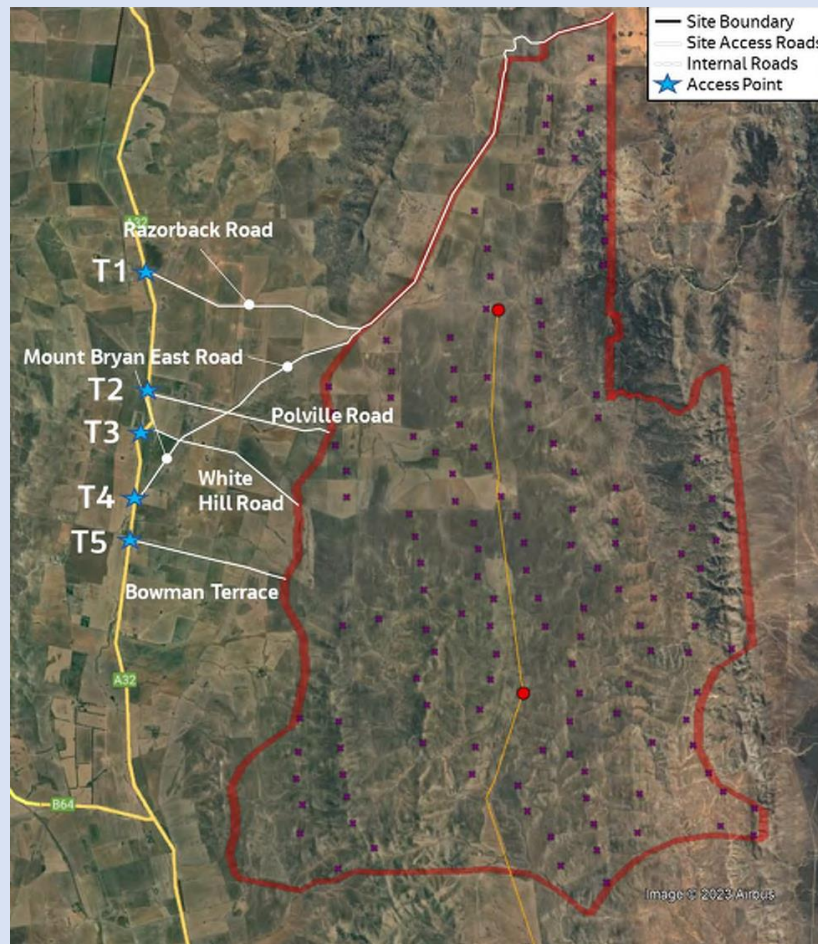 Site Boundary
Site Access Roads
Internal Roads
Access Point
A32
Razorback Road
T1
Mount Bryan East Road
T2
Polville Road
T3
White
Hill Road
T4
T5
Bowman Terrace
A32
B64
Image © 2023 Airbus